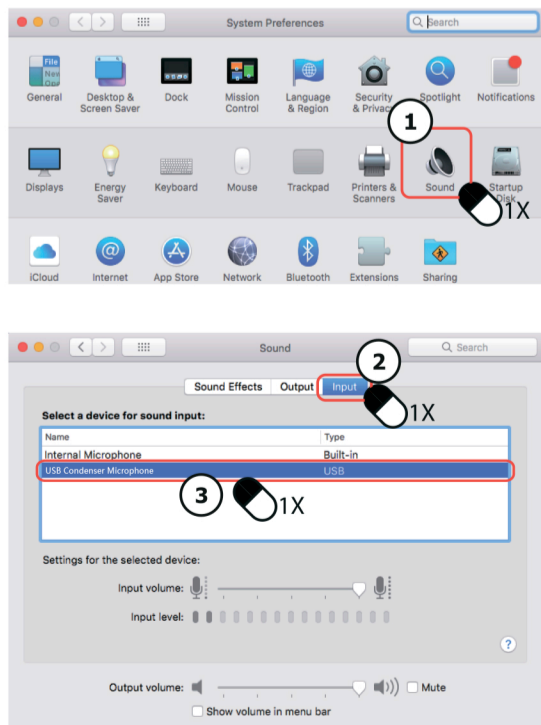 System Preferences
Search
File
New
Ope
General
Desktop &
Screen Saver
Dock
Mission
Control
Language
& Region
Security
& Privacy
Spotlight
Notifications
1
Displays
Energy
Saver
Keyboard
Mouse
Trackpad
Printers &
Scanners
Sound
Startup
Disk
1X
iCloud
Internet
App Store
Network
Bluetooth
Extensions
Sharing
Sound
Search
2
Sound Effects Output Input
1X
Select a device for sound input:
Name Type
Internal Microphone Built-in
USB Condenser Microphone USB
3
1X
Settings for the selected device:
Input volume:
Input level:
?
Output volume: Mute
Show volume in menu bar